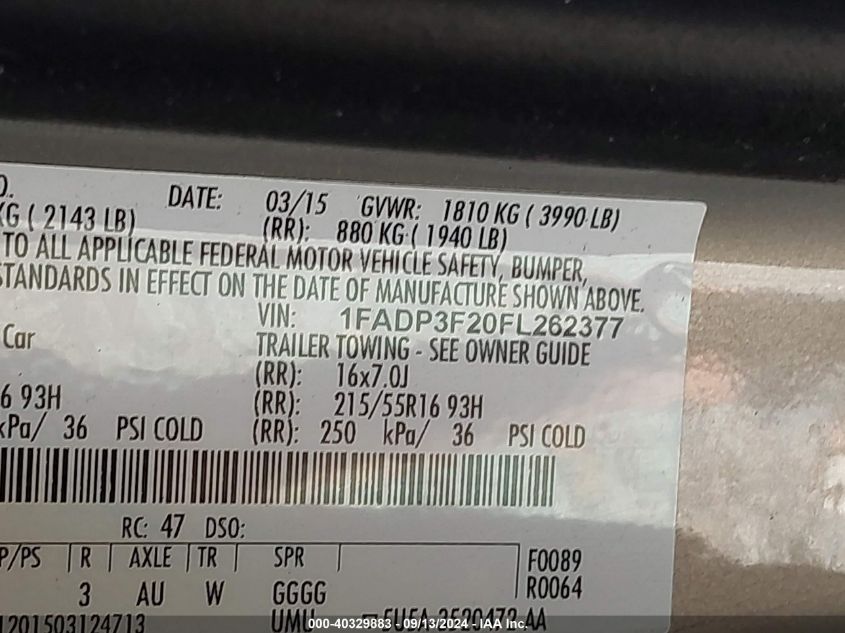 DATE: 03/15 GVWR: 1810 KG ( 3990 LB)
KG ( 2143 LB) (RR): 880 KG ( 1940 LB)
TO ALL APPLICABLE FEDERAL MOTOR VEHICLE SAFETY, BUMPER,
STANDARDS IN EFFECT ON THE DATE OF MANUFACTURE SHOWN ABOVE.
VIN: 1FADP3F20FL262377
Car TRAILER TOWING - SEE OWNER GUIDE
(RR): 16x7.0J
6 93H (RR): 215/55R16 93H
kPa/ 36 PSI COLD (RR): 250 kPa/ 36 PSI COLD
RC: 47 DSO:
P/PS R AXLE TR SPR F0089
3 AU W GGGG R0064
1201503124713 UMU
000-40329883 - 09/13/2024 - IAA Inc.